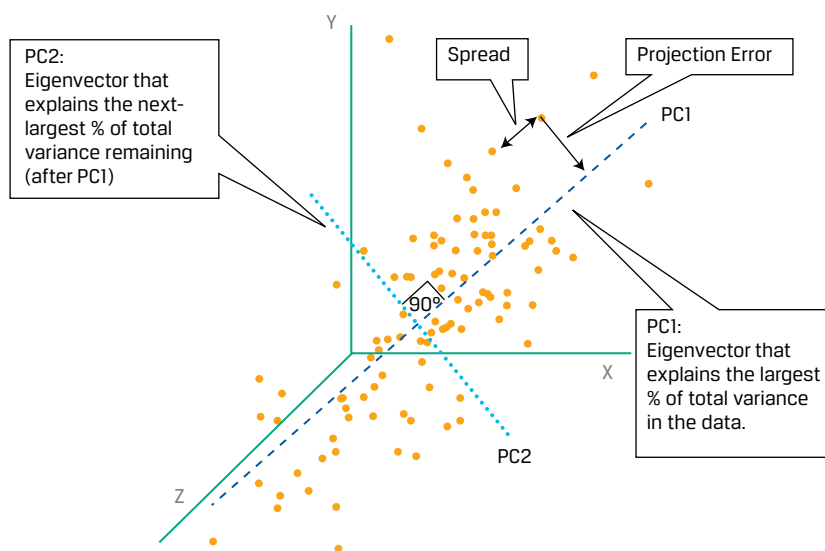 Y
PC2:
Eigenvector that
explains the next-
largest % of total
variance remaining
(after PC1)
Spread
Projection Error
PC1
90º
PC1:
Eigenvector that
explains the largest
% of total variance
in the data.
X
PC2
Z